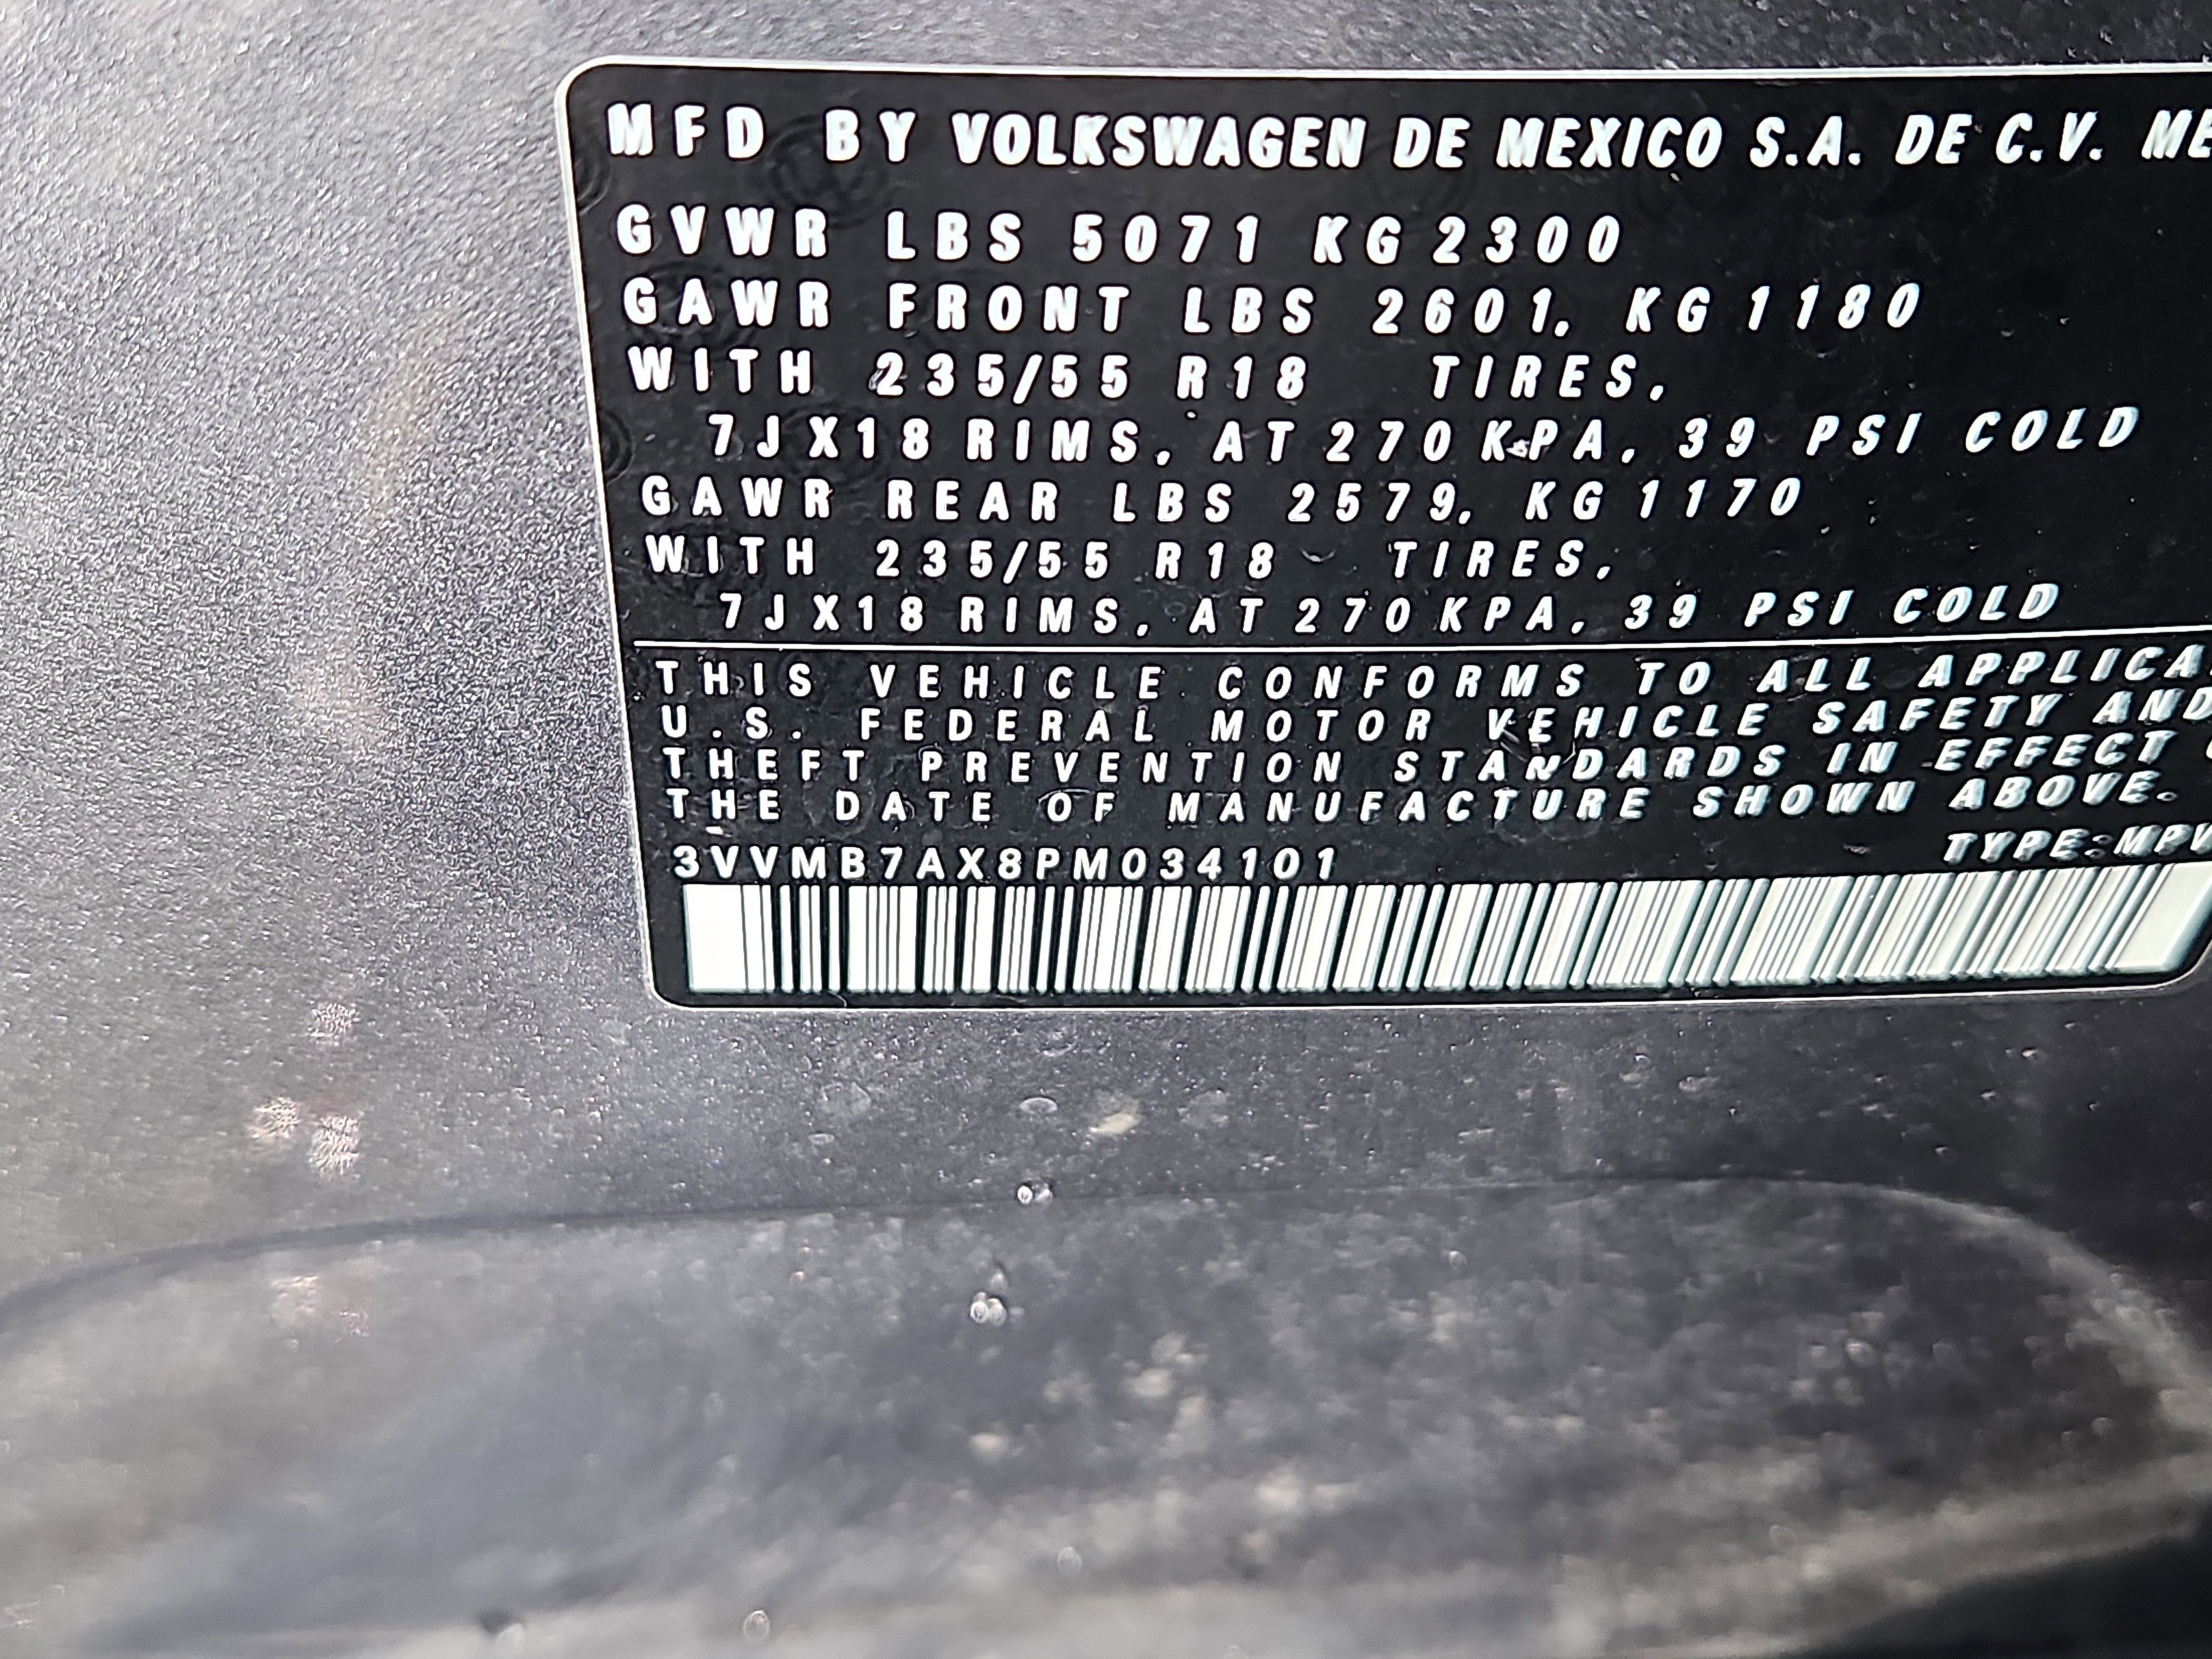 MFD BY VOLKSWAGEN DE MEXICO S.A. DE C.V.
GVWR LBS 5071 KG 2300
GAWR FRONT LBS 2601, KG 1180
WITH 235/55 R18 TIRES,
7JX18 RIMS, AT 270 KPA, 39 PSI COLD
GAWR REAR LBS 2579, KG 1170
WITH 235/55 R18 TIRES,
7JX18 RIMS, AT 270 KPA, 39 PSI COLD
THIS VEHICLE CONFORMS TO ALL
U.S. FEDERAL MOTOR VEHICLE SAFETY AND
THEFT PREVENTION STANDARDS IN EFFECT
THE DATE OF MANUFACTURE SHOWN ABOVE.
3VVMB7AX8PM034101
TYPE:MPV